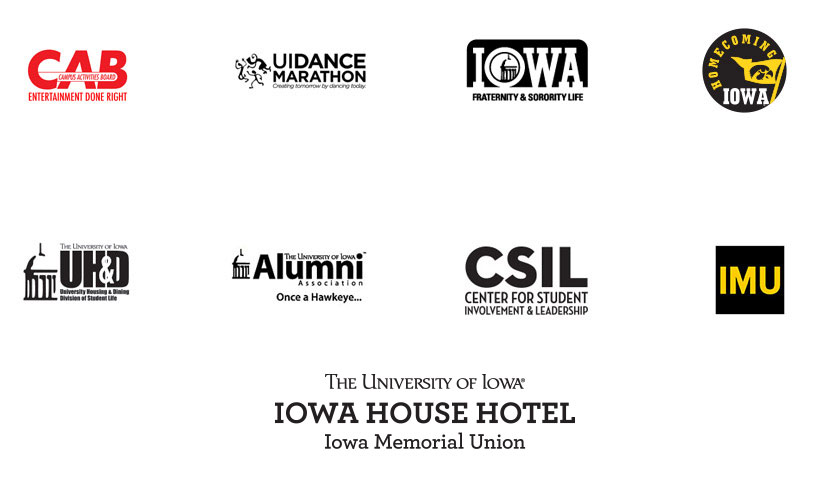 CAB
CAMPUS ACTIVITIES BOARD
ENTERTAINMENT DONE RIGHT
UIDANCE
MARATHON
Creating tomorrow by dancing today.
IOWA
FRATERNITY & SORORITY LIFE
HOMECOMING
IOWA
THE UNIVERSITY OF IOWA
UH&D
University Housing & Dining
Division of Student Life
THE UNIVERSITY OF IOWA
Alumni™
Association
Once a Hawkeye...
CSIL
CENTER FOR STUDENT
INVOLVEMENT & LEADERSHIP
IMU
THE UNIVERSITY OF IOWA®
IOWA HOUSE HOTEL
Iowa Memorial Union